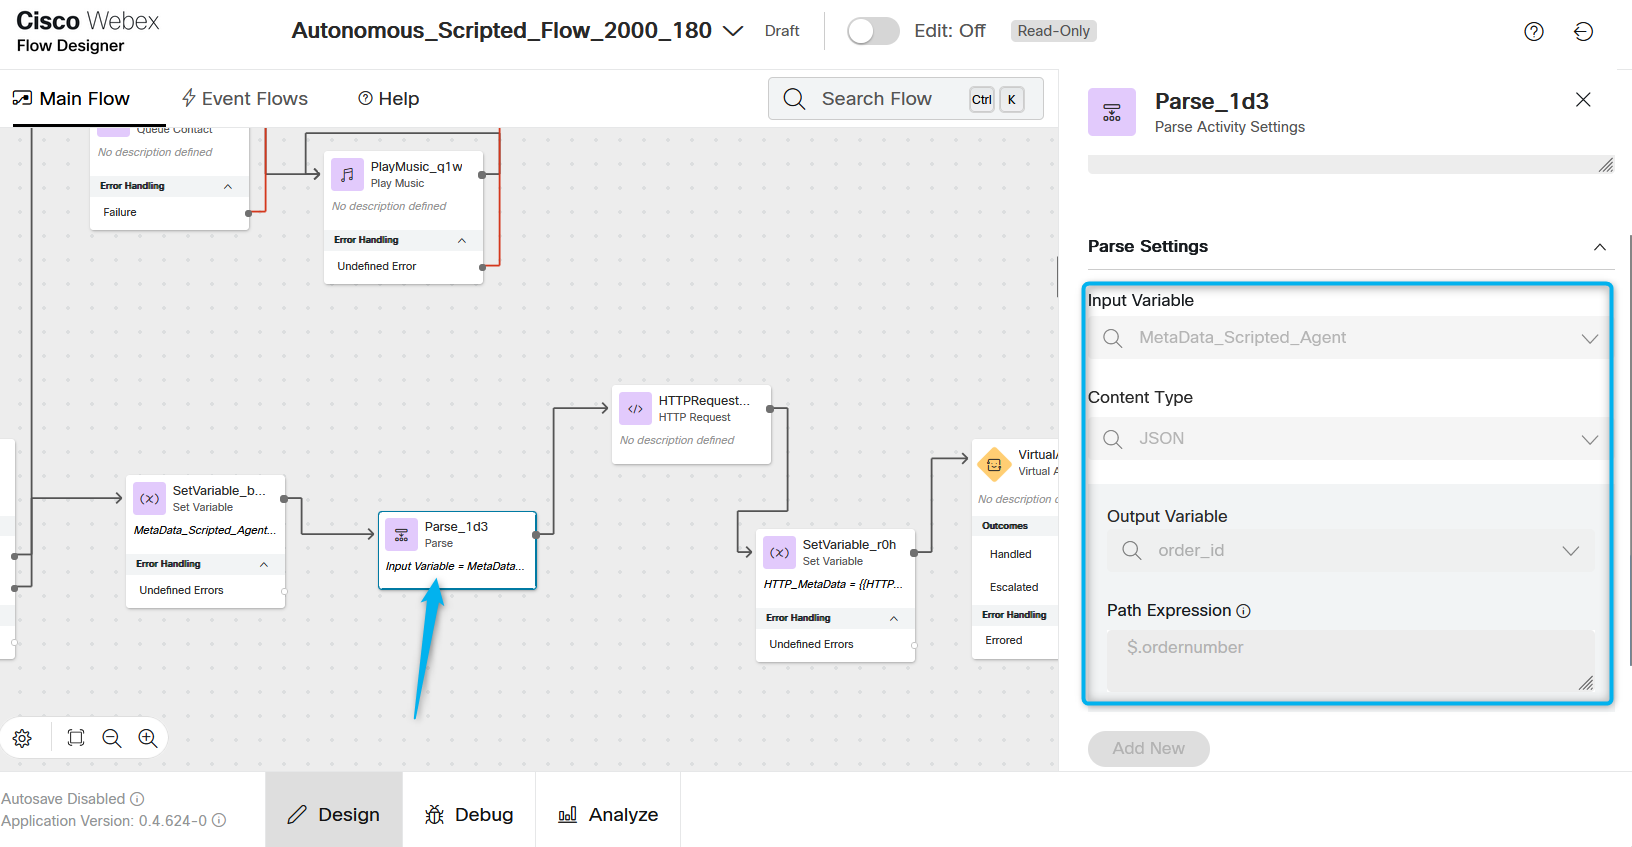 Cisco Webex
Flow Designer
Autonomous_Scripted_Flow_2000_180
Draft
Edit: Off
Read-Only
Main Flow
Event Flows
Help
Search Flow
Ctrl
K
Queue Contact
No description defined
Error Handling
Failure
PlayMusic_q1w
Play Music
No description defined
Error Handling
Undefined Error
SetVariable_b...
Set Variable
MetaData_Scripted_Agent...
Error Handling
Undefined Errors
Parse_1d3
Parse
Input Variable = MetaData...
HTTPRequest...
HTTP Request
No description defined
SetVariable_r0h
Set Variable
HTTP_MetaData = {{HTTP...
Error Handling
Undefined Errors
Virtual
Virtual
No description
Outcomes
Handled
Escalated
Error Handling
Errored
Parse_1d3
Parse Activity Settings
Parse Settings
Input Variable
MetaData_Scripted_Agent
Content Type
JSON
Output Variable
order_id
Path Expression
$.ordernumber
Add New
Autosave Disabled
Application Version: 0.4.624-0
Design
Debug
Analyze